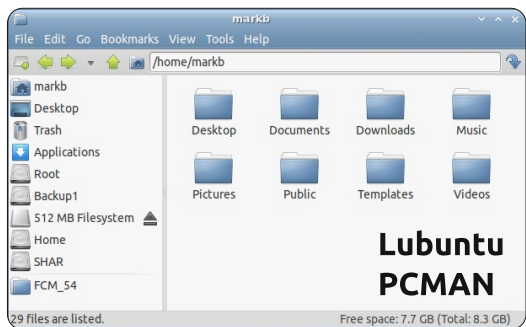 markb
File Edit Go Bookmarks View Tools Help
/home/markb
markb
Desktop
Trash
Applications
Root
Backup1
512 MB Filesystem
Home
SHAR
FCM_54
Desktop Documents Downloads Music
Pictures Public Templates Videos
Lubuntu
PCMAN
29 files are listed. Free space: 7.7 GB (Total: 8.3 GB)